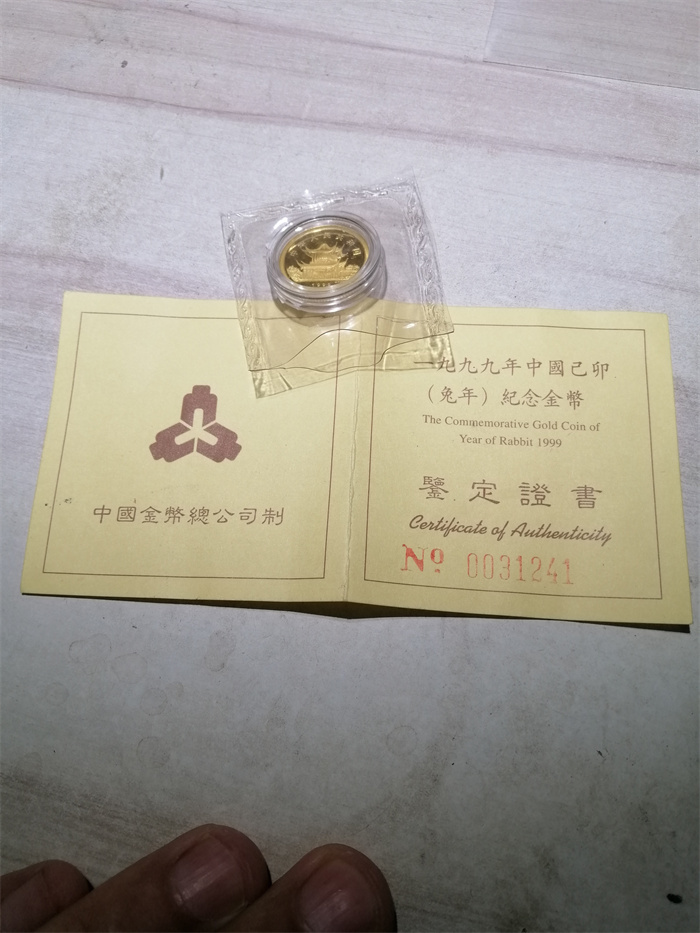 中國金幣總公司制
一九九九年中國己卯
（兔年）紀念金幣
The Commemorative Gold Coin of
Year of Rabbit 1999
鑒定證書
Certificate of Authenticity
Nº 0031241